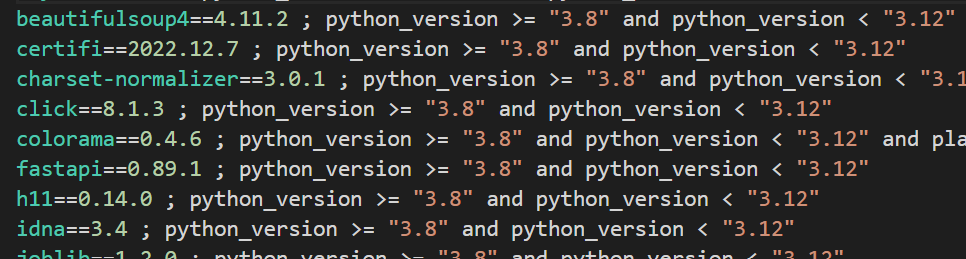 beautifulsoup4==4.11.2 ; python_version >= "3.8" and python_version < "3.12"
certifi==2022.12.7 ; python_version >= "3.8" and python_version < "3.12"
charset-normalizer==3.0.1 ; python_version >= "3.8" and python_version < "3.1
click==8.1.3 ; python_version >= "3.8" and python_version < "3.12"
colorama==0.4.6 ; python_version >= "3.8" and python_version < "3.12" and pla
fastapi==0.89.1 ; python_version >= "3.8" and python_version < "3.12"
h11==0.14.0 ; python_version >= "3.8" and python_version < "3.12"
idna==3.4 ; python_version >= "3.8" and python_version < "3.12"
joblib==1.2.0 ; python_version >= "3.8" and python_version < "3.12"